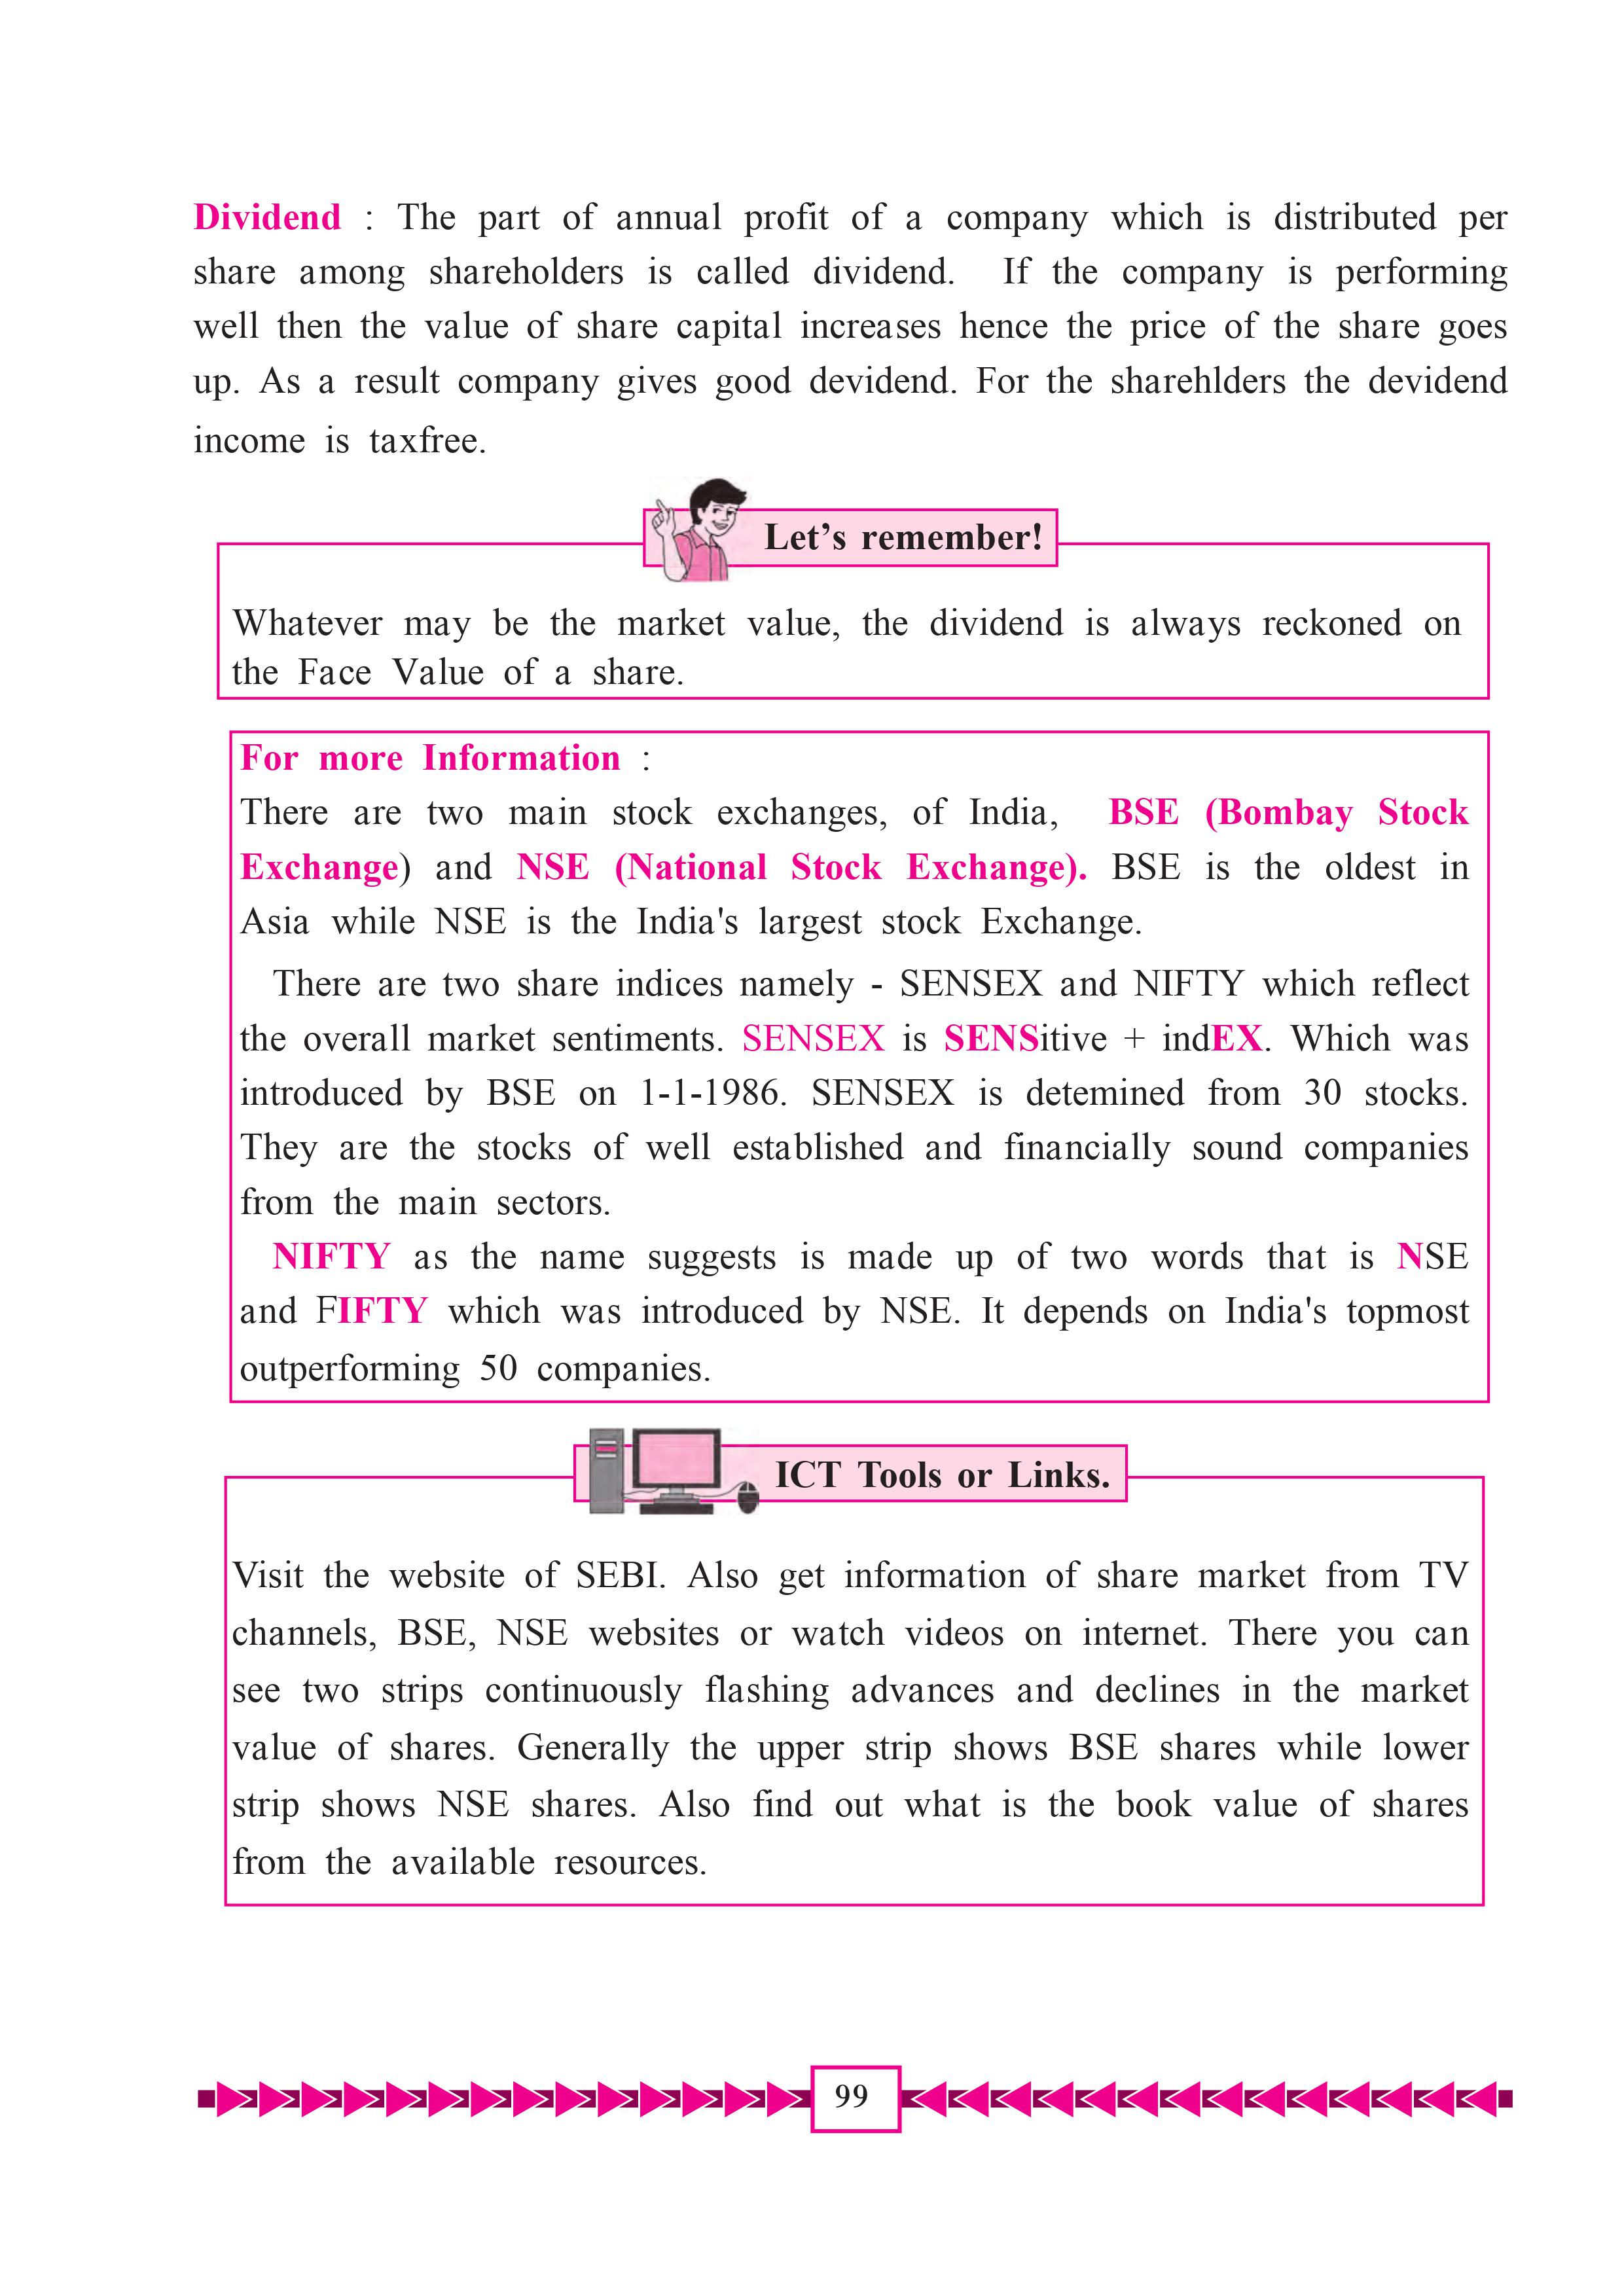 Dividend : The part of annual profit of a company which is distributed per
share among shareholders is called dividend. If the company is performing
well then the value of share capital increases hence the price of the share goes
up. As a result company gives good devidend. For the sharehlders the devidend
income is taxfree.
Let’s remember!
Whatever may be the market value, the dividend is always reckoned on
the Face Value of a share.
For more Information :
There are two main stock exchanges, of India, BSE (Bombay Stock
Exchange) and NSE (National Stock Exchange). BSE is the oldest in
Asia while NSE is the India's largest stock Exchange.
There are two share indices namely - SENSEX and NIFTY which reflect
the overall market sentiments. SENSEX is SENSitive + indEX. Which was
introduced by BSE on 1-1-1986. SENSEX is detemined from 30 stocks.
They are the stocks of well established and financially sound companies
from the main sectors.
NIFTY as the name suggests is made up of two words that is NSE
and FIFTY which was introduced by NSE. It depends on India's topmost
outperforming 50 companies.
ICT Tools or Links.
Visit the website of SEBI. Also get information of share market from TV
channels, BSE, NSE websites or watch videos on internet. There you can
see two strips continuously flashing advances and declines in the market
value of shares. Generally the upper strip shows BSE shares while lower
strip shows NSE shares. Also find out what is the book value of shares
from the available resources.
99